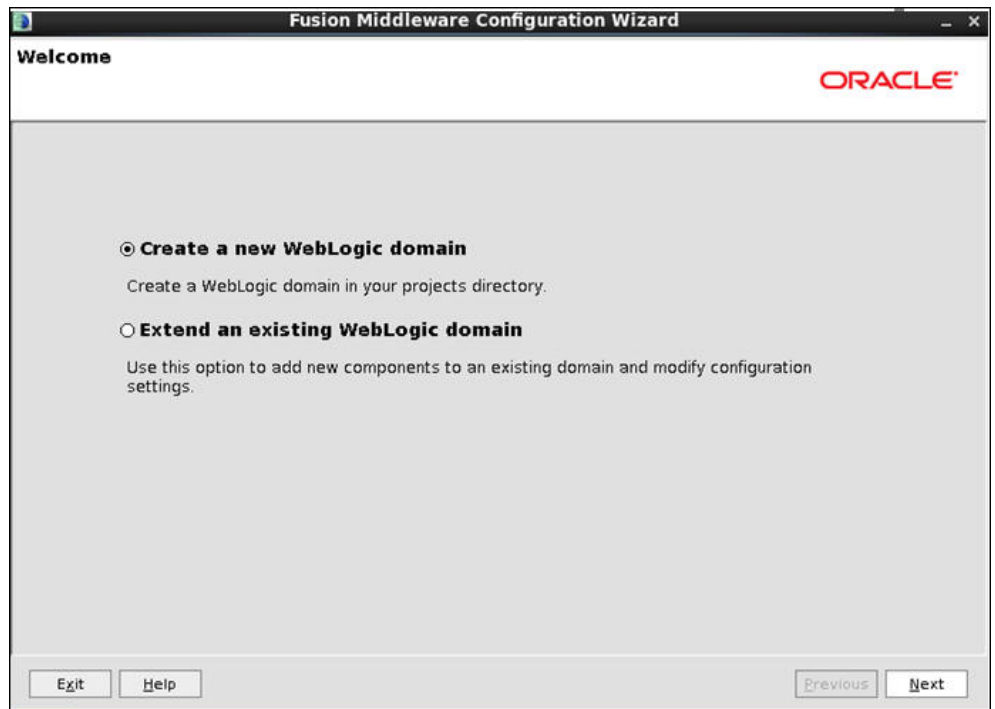 Fusion Middleware Configuration Wizard
Welcome
ORACLE
Create a new WebLogic domain
Create a WebLogic domain in your projects directory.
Extend an existing WebLogic domain
Use this option to add new components to an existing domain and modify configuration
settings.
Exit Help Previous Next